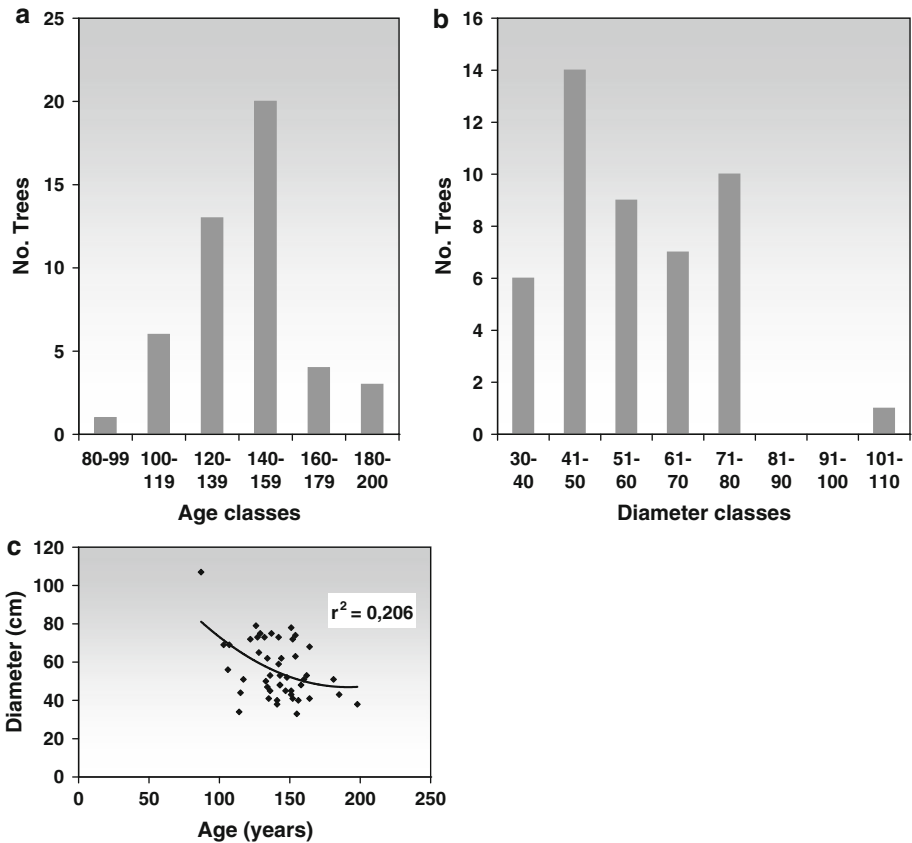 a
25
20
15
10
5
0
No. Trees
80-99 100- 120- 140- 160- 180-
119 139 159 179 200
Age classes
b
16
14
12
10
8
6
4
2
0
No. Trees
30- 41- 51- 61- 71- 81- 91- 101-
40 50 60 70 80 90 100 110
Diameter classes
c
120
100
80
60
40
20
0
Diameter (cm)
r² = 0,206
0 50 100 150 200 250
Age (years)